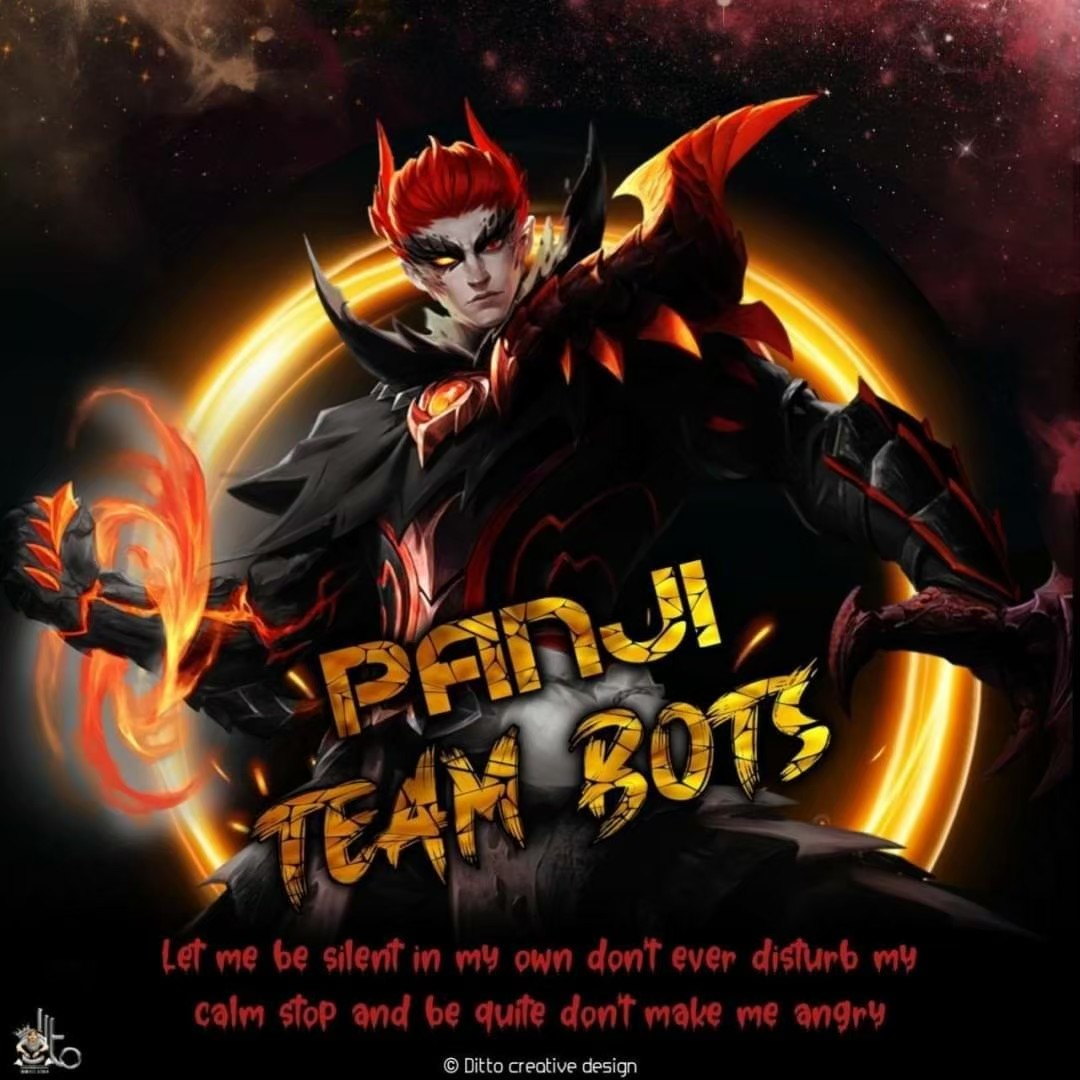 PANJI
TEAM BOTS
Let me be silent in my own don't ever disturb my
calm stop and be quite don't make me angry
ditto
© Ditto creative design